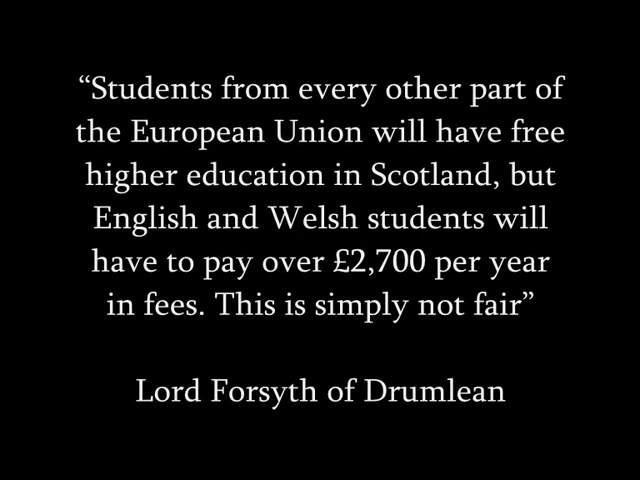 “Students from every other part of
the European Union will have free
higher education in Scotland, but
English and Welsh students will
have to pay over £2,700 per year
in fees. This is simply not fair”
Lord Forsyth of Drumlean